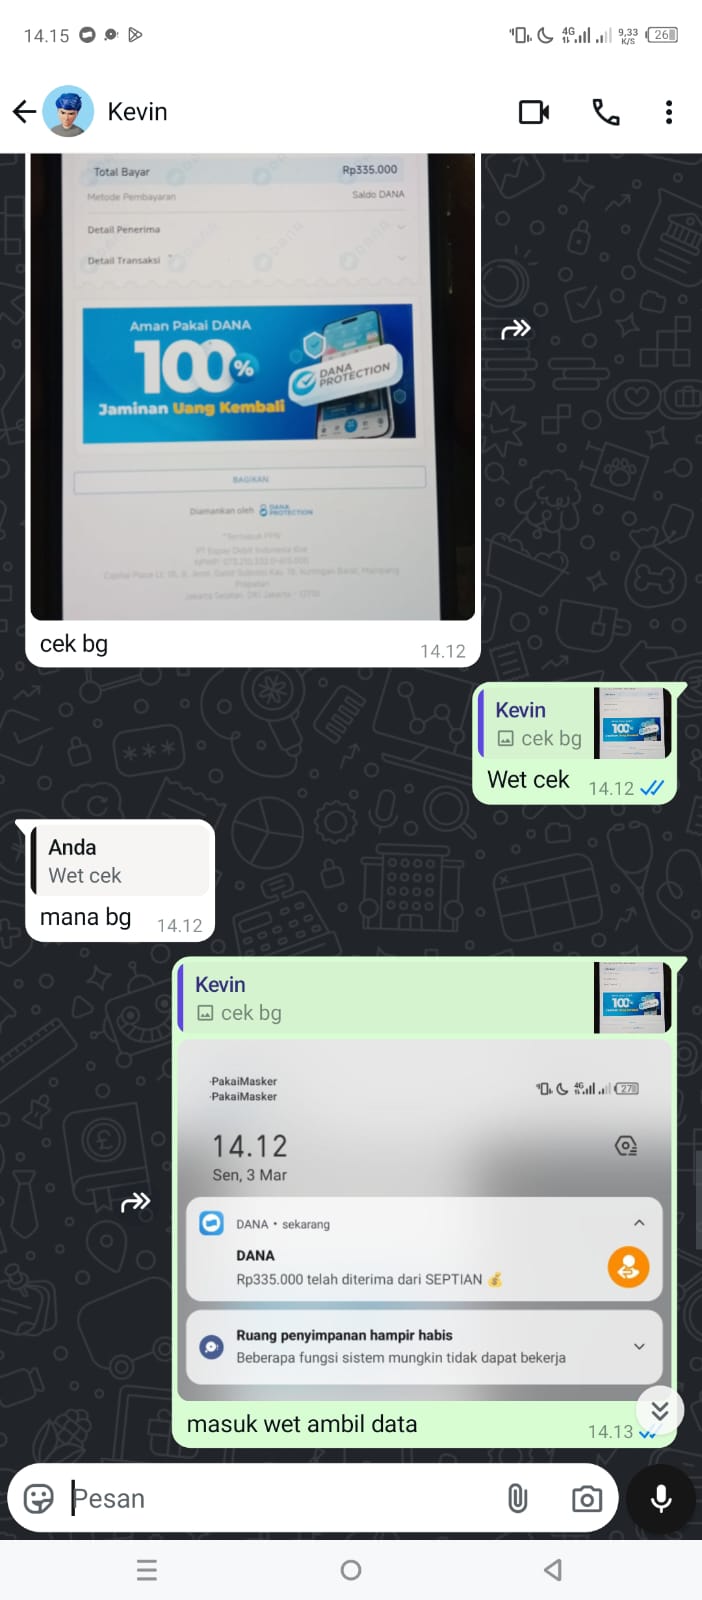 14.15
4G
9,33
K/S
26
Kevin
Total Bayar
Rp335.000
Metode Pembayaran
Saldo DANA
Detail Penerima
Detail Transaksi
Aman Pakai DANA
100%
DANA
PROTECTION
Jaminan Uang Kembali
BAGIKAN
Diamankan oleh DANA
PROTECTION
cek bg
14.12
Kevin
cek bg
100%
Wet cek
14.12
Anda
Wet cek
mana bg
14.12
Kevin
cek bg
100%
·PakaiMasker
·PakaiMasker
4G
27
14.12
Sen, 3 Mar
DANA • sekarang
DANA
Rp335.000 telah diterima dari SEPTIAN 💰
Ruang penyimpanan hampir habis
Beberapa fungsi sistem mungkin tidak dapat bekerja
masuk wet ambil data
14.13
Pesan